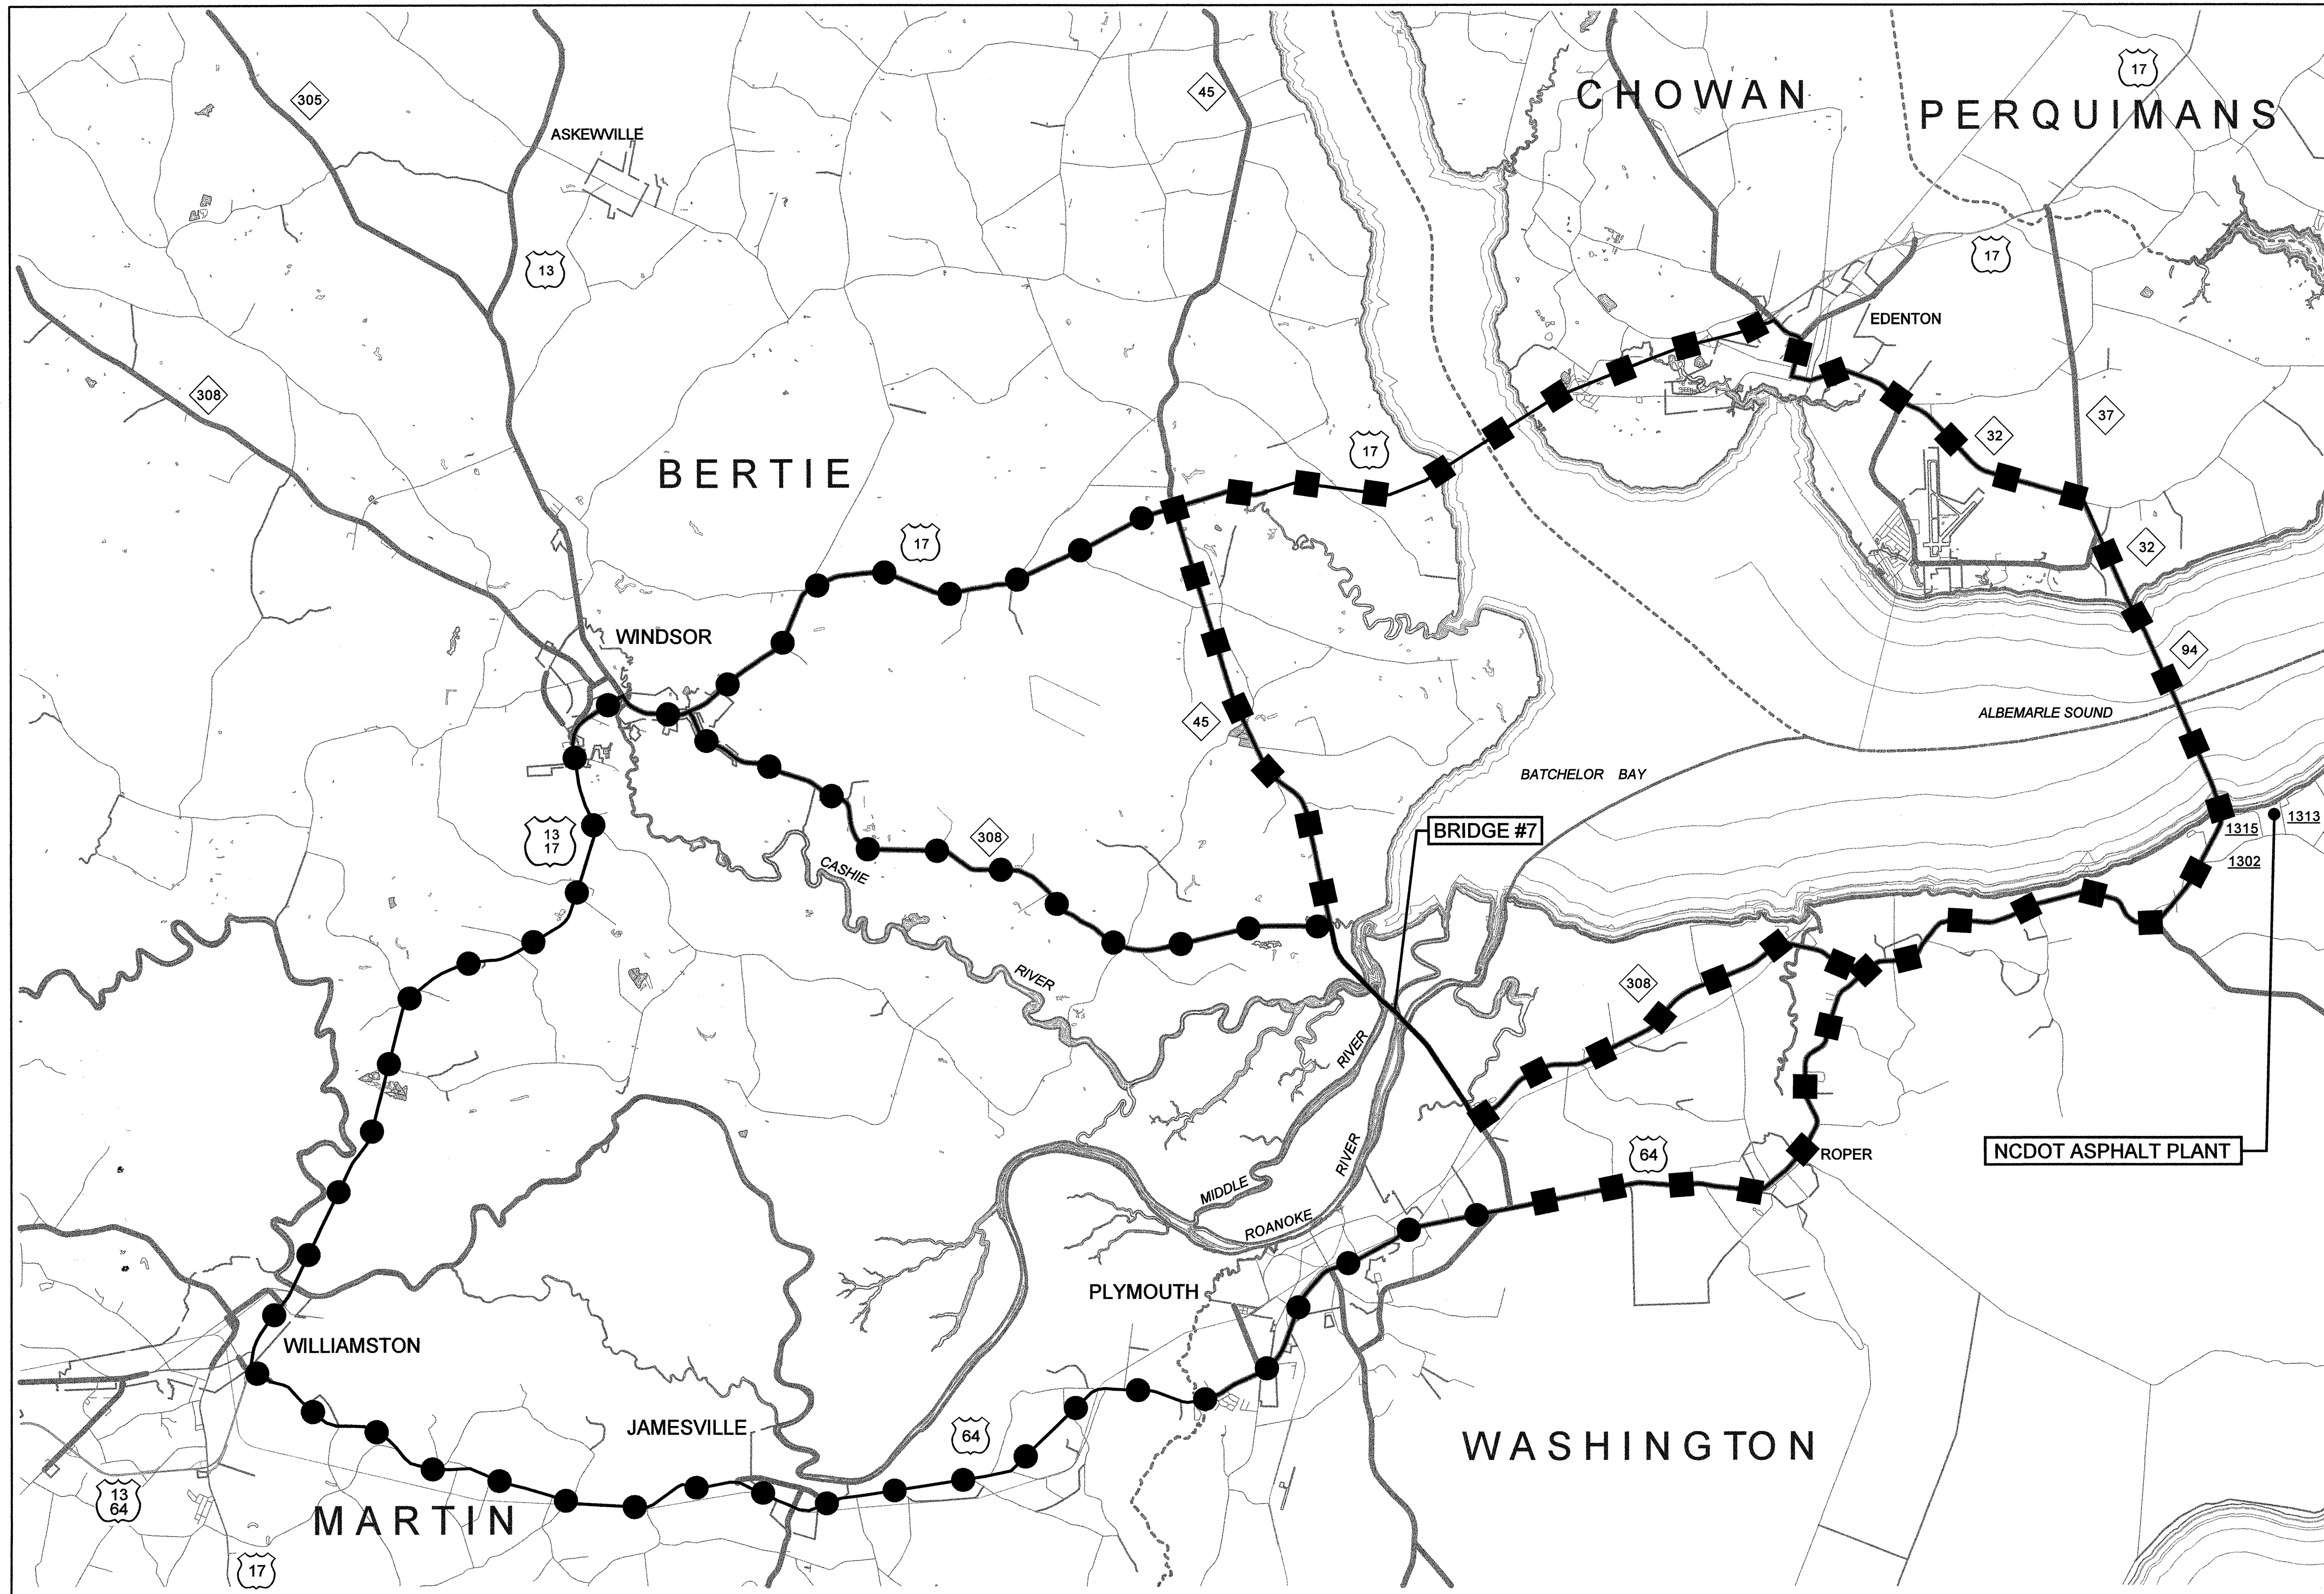 CHOWAN
17
305
45
PERQUIMANS
ASKEWVILLE
13
17
EDENTON
308
37
32
BERTIE
17
17
32
WINDSOR
94
45
ALBEMARLE SOUND
BATCHELOR BAY
BRIDGE #7
13
17
308
1313
1315
CASHIE
1302
RIVER
308
RIVER
NCDOT ASPHALT PLANT
64
ROPER
RIVER
MIDDLE
ROANOKE
PLYMOUTH
WILLIAMSTON
JAMESVILLE
64
WASHINGTON
13
64
MARTIN
17